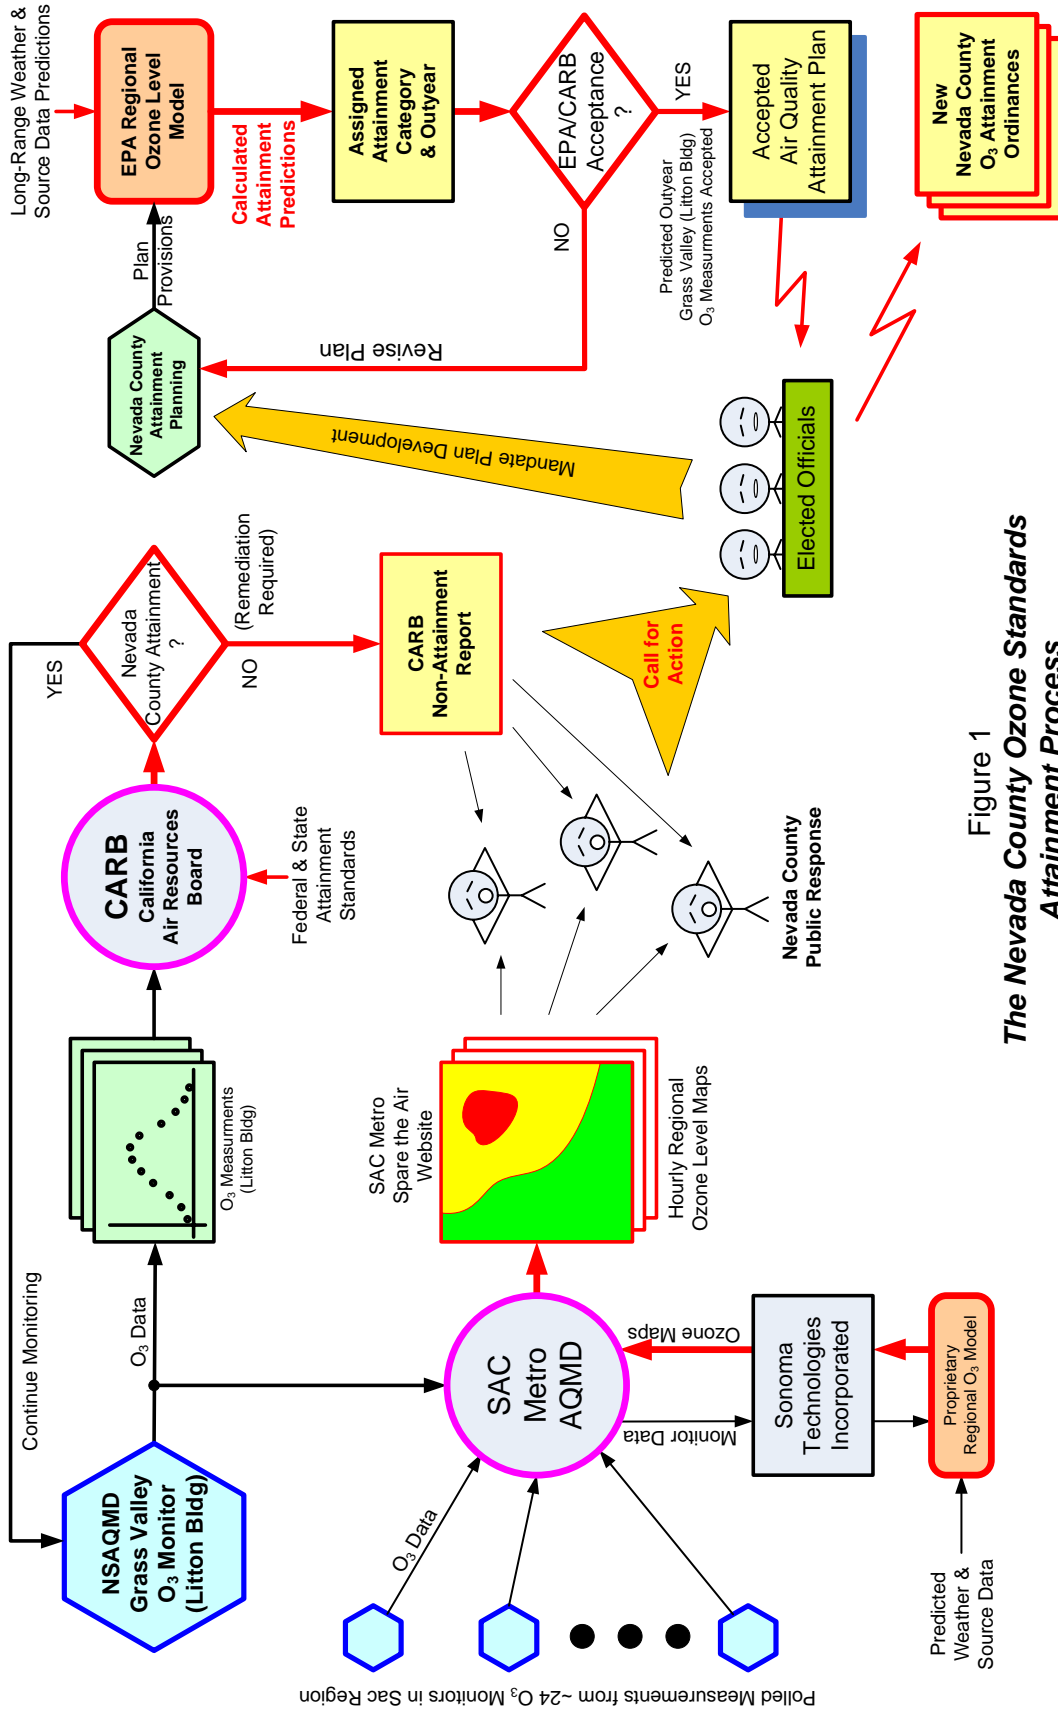 Continue Monitoring
NSAQMD
Grass Valley
O₃ Monitor
(Litton Bldg)
O₃ Data
O₃ Measurments
(Litton Bldg)
CARB
California
Air Resources
Board
Federal & State
Attainment
Standards
YES
Nevada
County Attainment
?
NO
(Remediation
Required)
CARB
Non-Attainment
Report
Nevada County
Attainment
Planning
Plan
Provisions
Long-Range Weather &
Source Data Predictions
EPA Regional
Ozone Level
Model
Calculated
Attainment
Predictions
Assigned
Attainment
Category
& Outyear
EPA/CARB
Acceptance
?
NO
YES
Revise Plan
Predicted Outyear
Grass Valley (Litton Bldg)
O₃ Measurments Accepted
Accepted
Air Quality
Attainment Plan
New
Nevada County
O₃ Attainment
Ordinances
Mandate Plan Development
Elected Officials
Call for
Action
Nevada County
Public Response
SAC Metro
Spare the Air
Website
Hourly Regional
Ozone Level Maps
SAC
Metro
AQMD
O₃ Data
Polled Measurements from ~24 O₃ Monitors in Sac Region
Monitor Data
Ozone Maps
Sonoma
Technologies
Incorporated
Proprietary
Regional O₃ Model
Predicted
Weather &
Source Data
Figure 1
The Nevada County Ozone Standards
Attainment Process